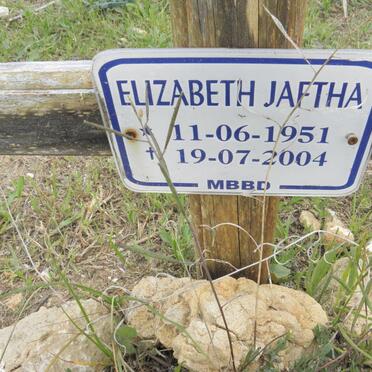 ELIZABETH JAFTHA
* 11-06-1951
† 19-07-2004
MBBD